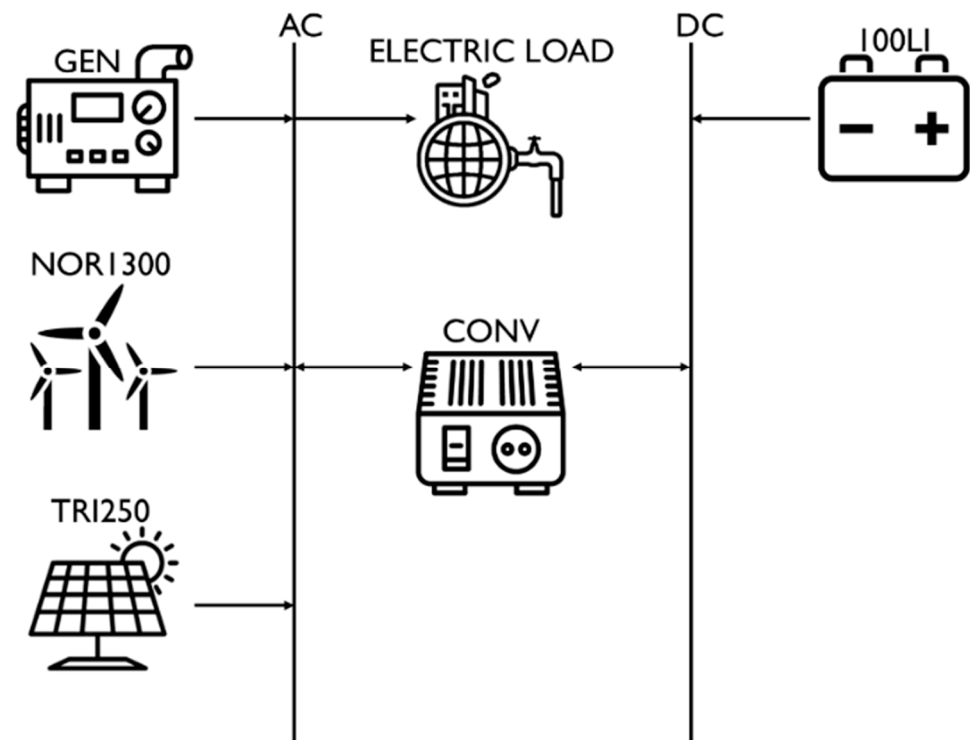 AC
DC
GEN
ELECTRIC LOAD
100LI
NOR1300
CONV
TRI250